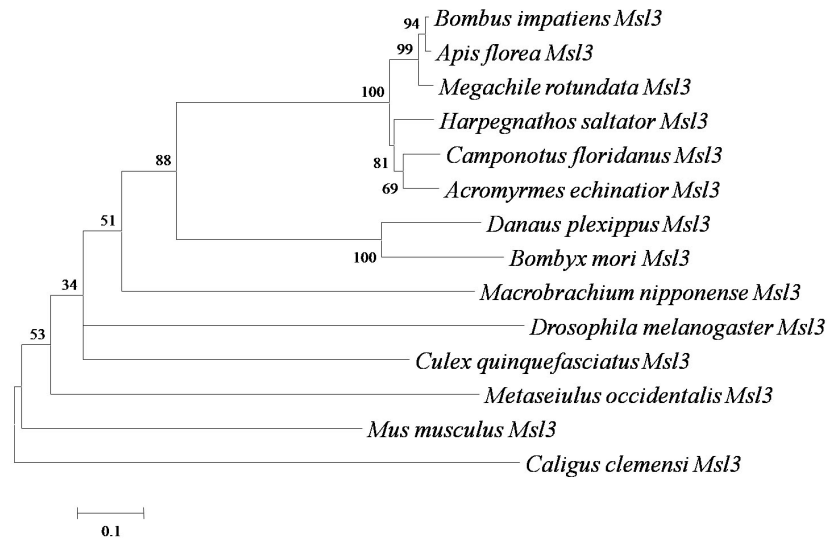 94 Bombus impatiens Msl3
Apis florea Msl3
99
Megachile rotundata Msl3
100
Harpegnathos saltator Msl3
Camponotus floridanus Msl3
81
88
69 Acromyrmes echinatior Msl3
51
Danaus plexippus Msl3
100 Bombyx mori Msl3
34
Macrobrachium nipponense Msl3
Drosophila melanogaster Msl3
53
Culex quinquefasciatus Msl3
Metaseiulus occidentalis Msl3
Mus musculus Msl3
Caligus clemensi Msl3
0.1